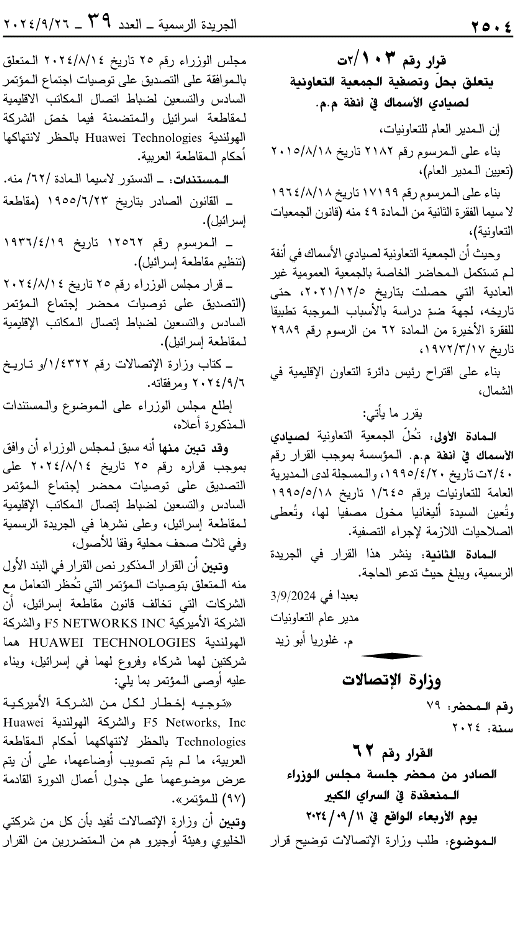 ٢٥٠٤
الجريدة الرسمية ــ العدد ٣٩ ــ ٢٠٢٤/٩/٢٦
قرار رقم ٢/١٠٣ت
يتعلق بحلّ وتصفية الجمعية التعاونية
لصيادي الأسماك في أنفة م.م.
إن المدير العام للتعاونيات،
بناء على المرسوم رقم ٢١٨٢ تاريخ ٢٠١٥/٨/١٨
(تعيين المدير العام)،
بناء على المرسوم رقم ١٧١٩٩ تاريخ ١٩٦٤/٨/١٨
لا سيما الفقرة الثانية من المادة ٤٩ منه (قانون الجمعيات
التعاونية)،
وحيث أن الجمعية التعاونية لصيادي الأسماك في أنفة
لم تستكمل المحاضر الخاصة بالجمعية العمومية غير
العادية التي حصلت بتاريخ ٢٠٢١/١٢/٥، حتى
تاريخه، لجهة ضمّ دراسة بالأسباب الموجبة تطبيقا
للفقرة الأخيرة من المادة ٦٢ من الرسوم رقم ٢٩٨٩
تاريخ ١٩٧٢/٣/١٧،
بناء على اقتراح رئيس دائرة التعاون الإقليمية في
الشمال،
يقرر ما يأتي:
المادة الأولى: تُحلّ الجمعية التعاونية لصيادي
الأسماك في أنفة م.م. المؤسسة بموجب القرار رقم
٢/٤٠ت تاريخ ١٩٩٥/٤/٢٠، والمسجلة لدى المديرية
العامة للتعاونيات برقم ١/٦٤٥ تاريخ ١٩٩٥/٥/١٨
وتُعين السيدة أليغانيا مخول مصفيا لها، وتُعطى
الصلاحيات اللازمة لإجراء التصفية.
المادة الثانية: ينشر هذا القرار في الجريدة
الرسمية، ويبلغ حيث تدعو الحاجة.
بعبدا في 3/9/2024
مدير عام التعاونيات
م. غلوريا أبو زيد
وزارة الإتصالات
رقم المحضر: ٧٩
سنة: ٢٠٢٤
القرار رقم ٦٢
الصادر من محضر جلسة مجلس الوزراء
المنعقدة في السراي الكبير
يوم الأربعاء الواقع في ٢٠٢٤/٠٩/١١
الموضوع: طلب وزارة الإتصالات توضيح قرار
مجلس الوزراء رقم ٢٥ تاريخ ٢٠٢٤/٨/١٤ المتعلق
بالموافقة على التصديق على توصيات اجتماع المؤتمر
السادس والتسعين لضباط اتصال المكاتب الاقليمية
لمقاطعة اسرائيل والمتضمنة فيما خصّ الشركة
الهولندية Huawei Technologies بالحظر لانتهاكها
أحكام المقاطعة العربية.
المستندات: ــ الدستور لاسيما المادة /٦٢/ منه.
ــ القانون الصادر بتاريخ ١٩٥٥/٦/٢٣ (مقاطعة
إسرائيل).
ــ المرسوم رقم ١٢٥٦٢ تاريخ ١٩٣٦/٤/١٩
(تنظيم مقاطعة إسرائيل).
ــ قرار مجلس الوزراء رقم ٢٥ تاريخ ٢٠٢٤/٨/١٤
(التصديق على توصيات محضر إجتماع المؤتمر
السادس والتسعين لضباط إتصال المكاتب الإقليمية
لمقاطعة إسرائيل).
ــ كتاب وزارة الإتصالات رقم ١/٤٣٢٢/و تاريخ
٢٠٢٤/٩/٦ ومرفقاته.
إطلع مجلس الوزراء على الموضوع والمستندات
المذكورة أعلاه،
وقد تبين منها أنه سبق لمجلس الوزراء أن وافق
بموجب قراره رقم ٢٥ تاريخ ٢٠٢٤/٨/١٤ على
التصديق على توصيات محضر إجتماع المؤتمر
السادس والتسعين لضباط إتصال المكاتب الإقليمية
لمقاطعة إسرائيل، وعلى نشرها في الجريدة الرسمية
وفي ثلاث صحف محلية وفقا للأصول،
وتبين أن القرار المذكور نص القرار في البند الأول
منه المتعلق بتوصيات المؤتمر التي تُحظر التعامل مع
الشركات التي تخالف قانون مقاطعة إسرائيل، أن
الشركة الأميركية F5 NETWORKS INC والشركة
الهولندية HUAWEI TECHNOLOGIES هما
شركتين لهما شركاء وفروع لهما في إسرائيل، وبناء
عليه أوصى المؤتمر بما يلي:
«توجيه إخطار لكل من الشركة الأميركية
F5 Networks, Inc والشركة الهولندية Huawei
Technologies بالحظر لانتهاكهما أحكام المقاطعة
العربية، ما لم يتم تصويب أوضاعهما، على أن يتم
عرض موضوعهما على جدول أعمال الدورة القادمة
(٩٧) للمؤتمر».
وتبين أن وزارة الإتصالات تُفيد بأن كل من شركتي
الخليوي وهيئة أوجيرو هم من المتضررين من القرار